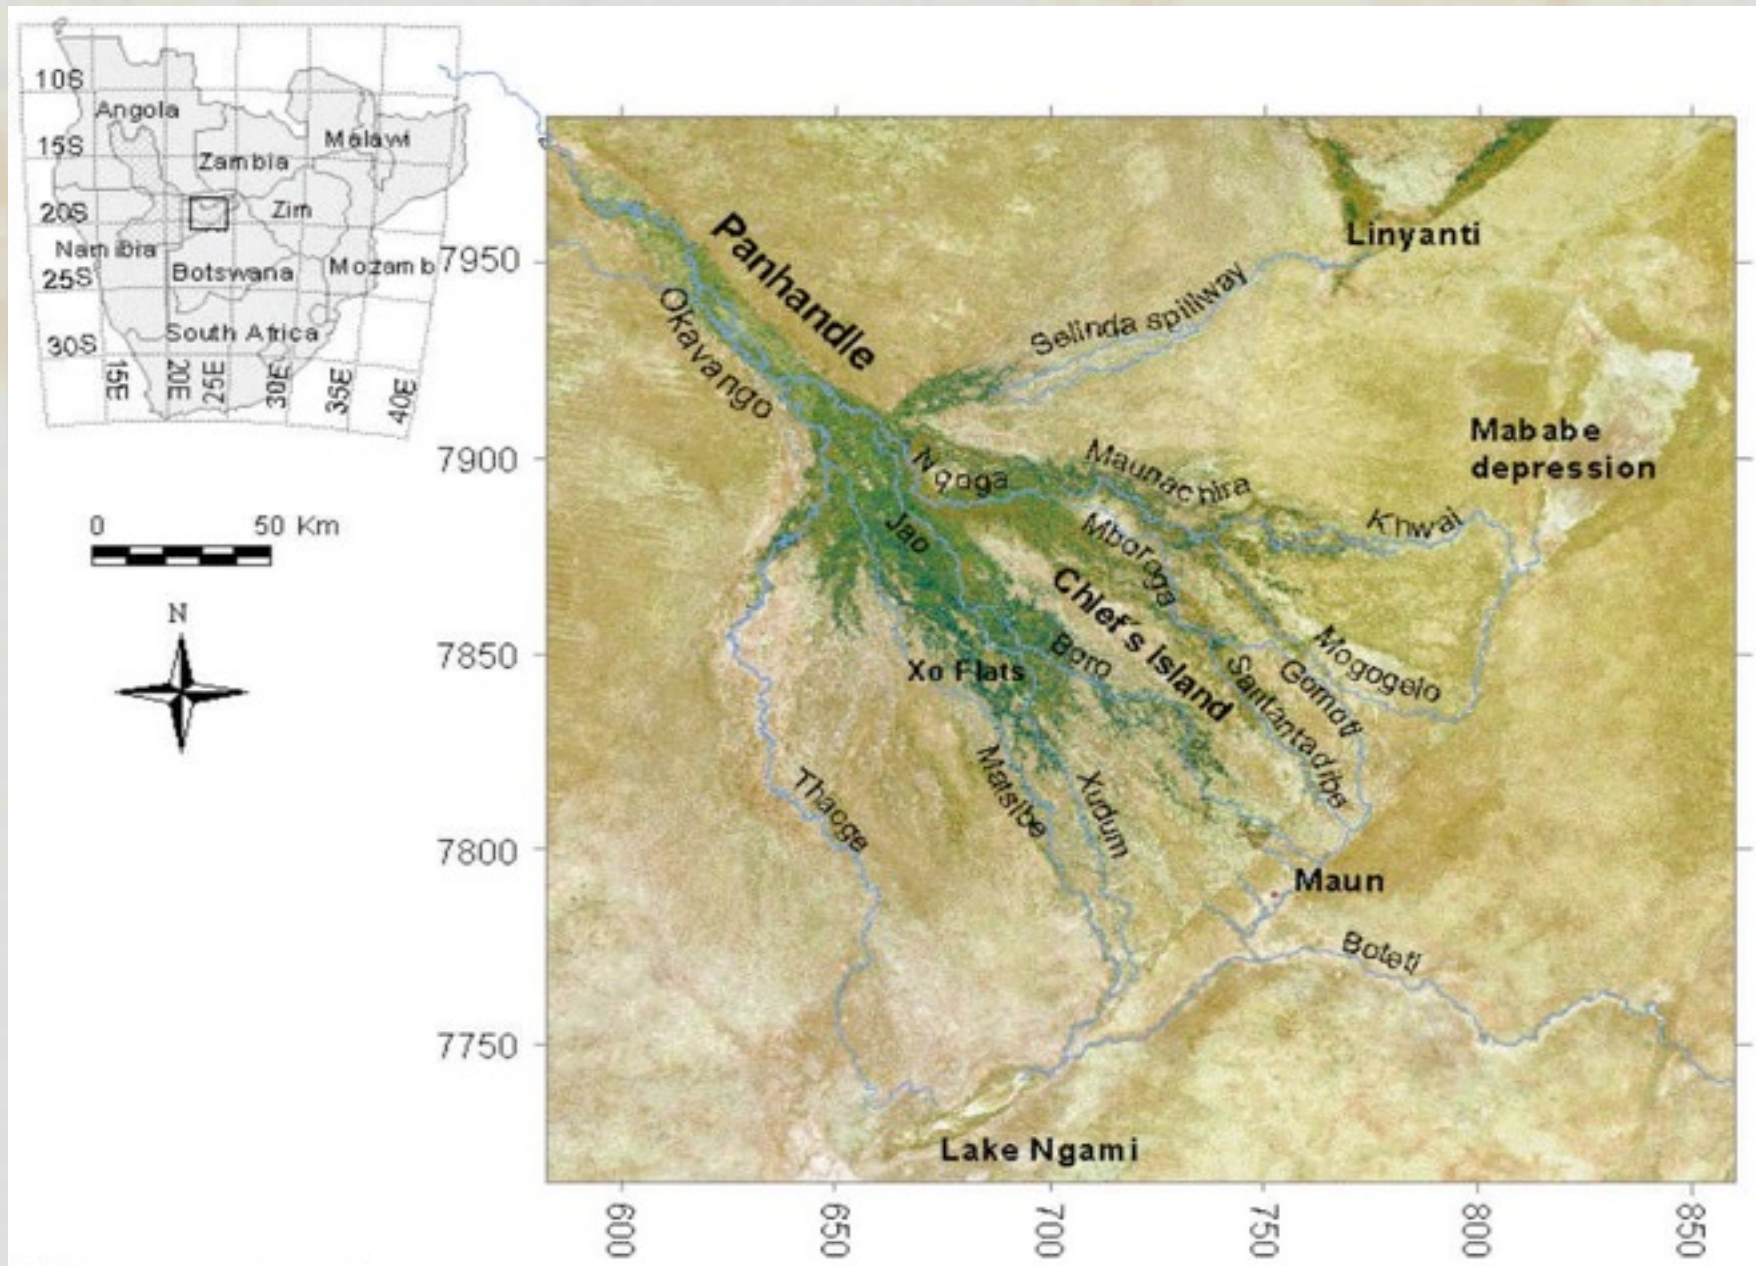 10S
Angola
15S
Malawi
Zambia
20S
Zim
Namibia
25S
Botswana
Mozamb
South Africa
30S
15E
20E
25E
30E
35E
40E
0 50 Km
N
7950
7900
7850
7800
7750
600
650
700
750
800
850
Panhandle
Okavango
Linyanti
Selinda spillway
Mababe
depression
Nqoga
Maunachira
Khwai
Jao
Mboroga
Chief's Island
Boro
Xo Flats
Mogogelo
Gomoti
Santantadibe
Matsibe
Xudum
Thaoge
Maun
Boteti
Lake Ngami